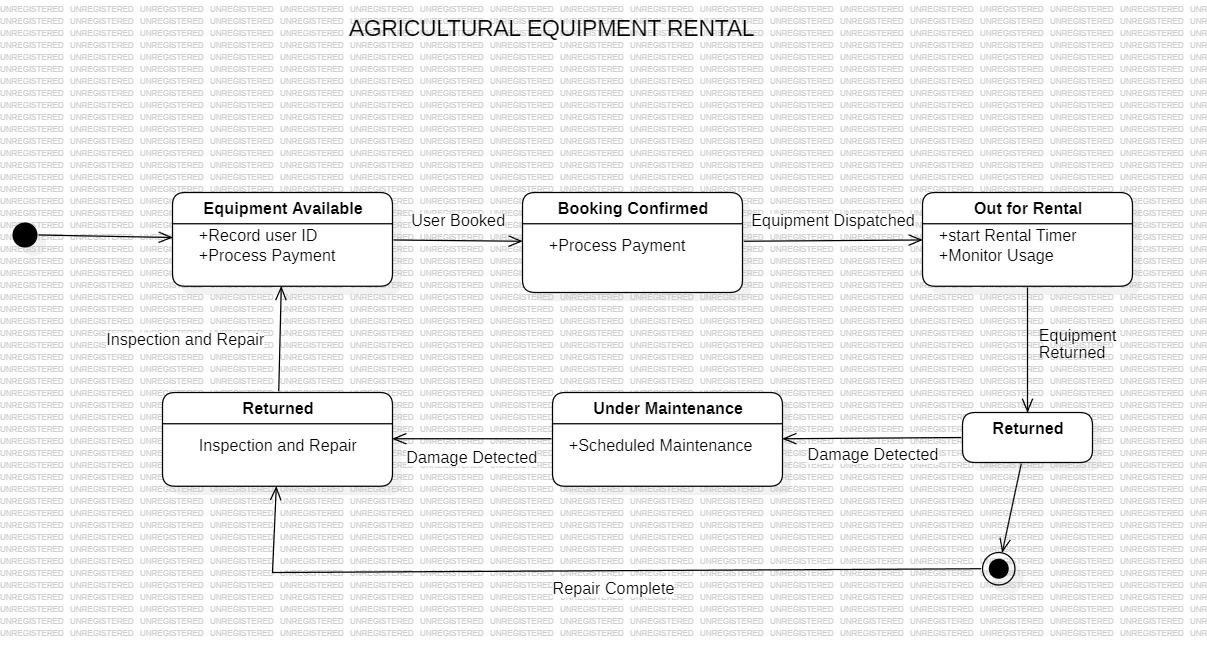 AGRICULTURAL EQUIPMENT RENTAL
Equipment Available
+Record user ID
+Process Payment
User Booked
Booking Confirmed
+Process Payment
Equipment Dispatched
Out for Rental
+start Rental Timer
+Monitor Usage
Inspection and Repair
Equipment
Returned
Returned
Inspection and Repair
Damage Detected
Under Maintenance
+Scheduled Maintenance
Damage Detected
Returned
Repair Complete
UNREGISTERED